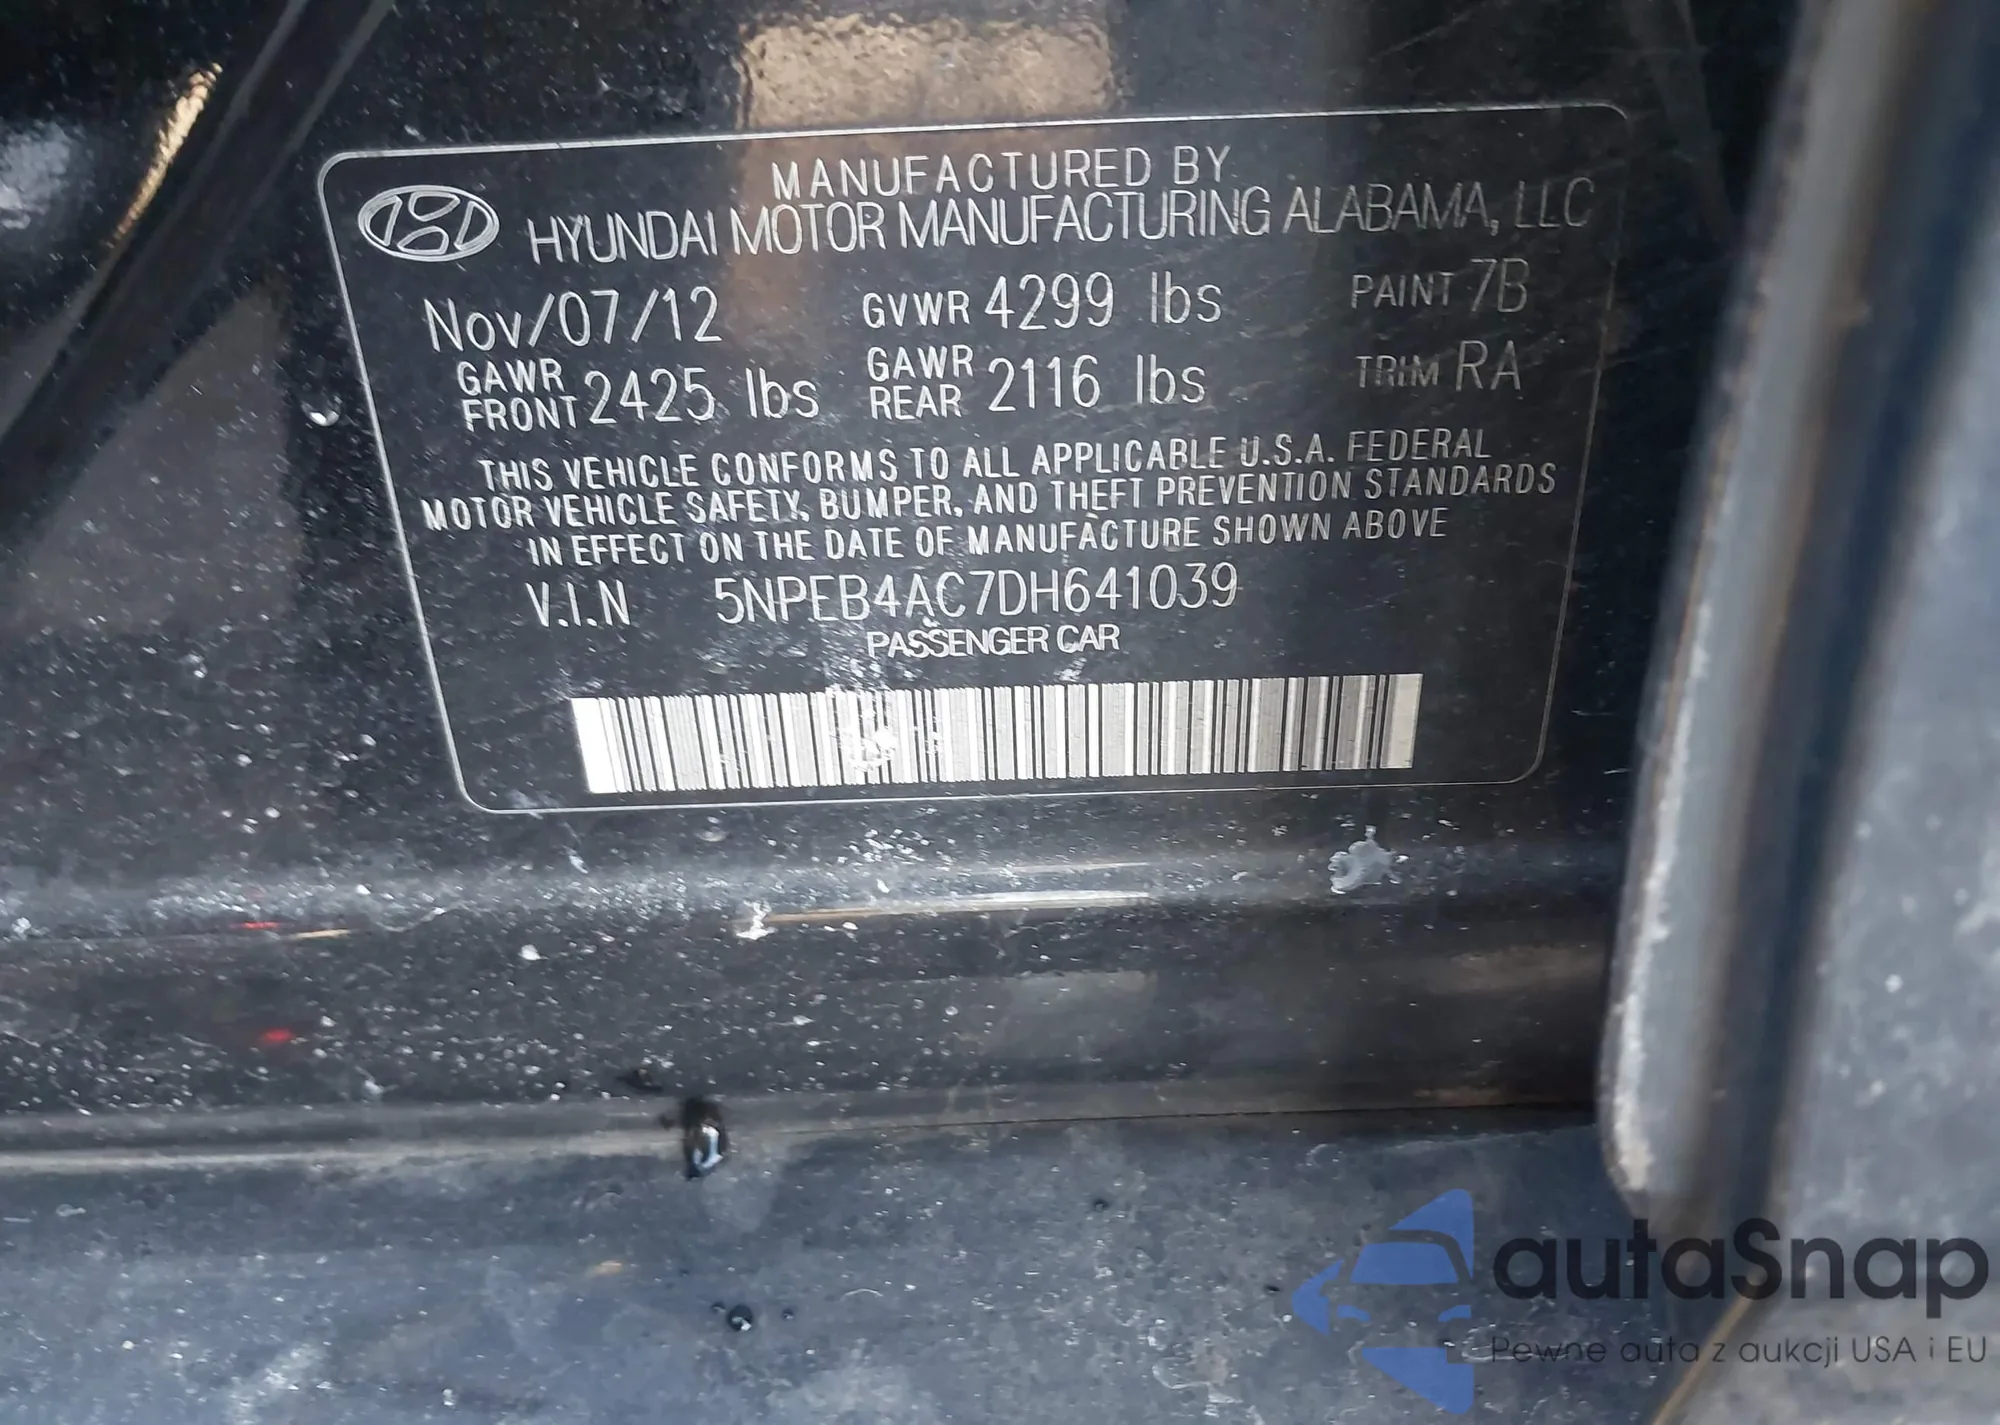 MANUFACTURED BY
HYUNDAI MOTOR MANUFACTURING ALABAMA, LLC
Nov/07/12 GVWR 4299 lbs PAINT 7B
GAWR FRONT 2425 lbs GAWR REAR 2116 lbs TRIM RA
THIS VEHICLE CONFORMS TO ALL APPLICABLE U.S.A. FEDERAL
MOTOR VEHICLE SAFETY, BUMPER, AND THEFT PREVENTION STANDARDS
IN EFFECT ON THE DATE OF MANUFACTURE SHOWN ABOVE
V.I.N 5NPEB4AC7DH641039
PASSENGER CAR
autaSnap
Pewne auta z aukcji USA i EU